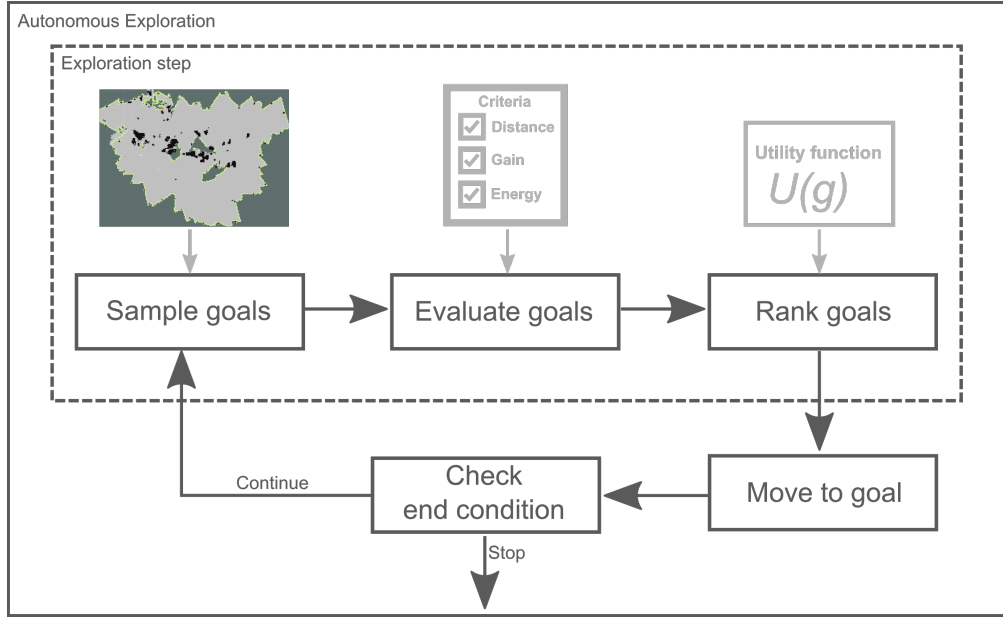 Autonomous Exploration
Exploration step
Criteria
Distance
Gain
Energy
Utility function
U(g)
Sample goals
Evaluate goals
Rank goals
Check
end condition
Move to goal
Continue
Stop